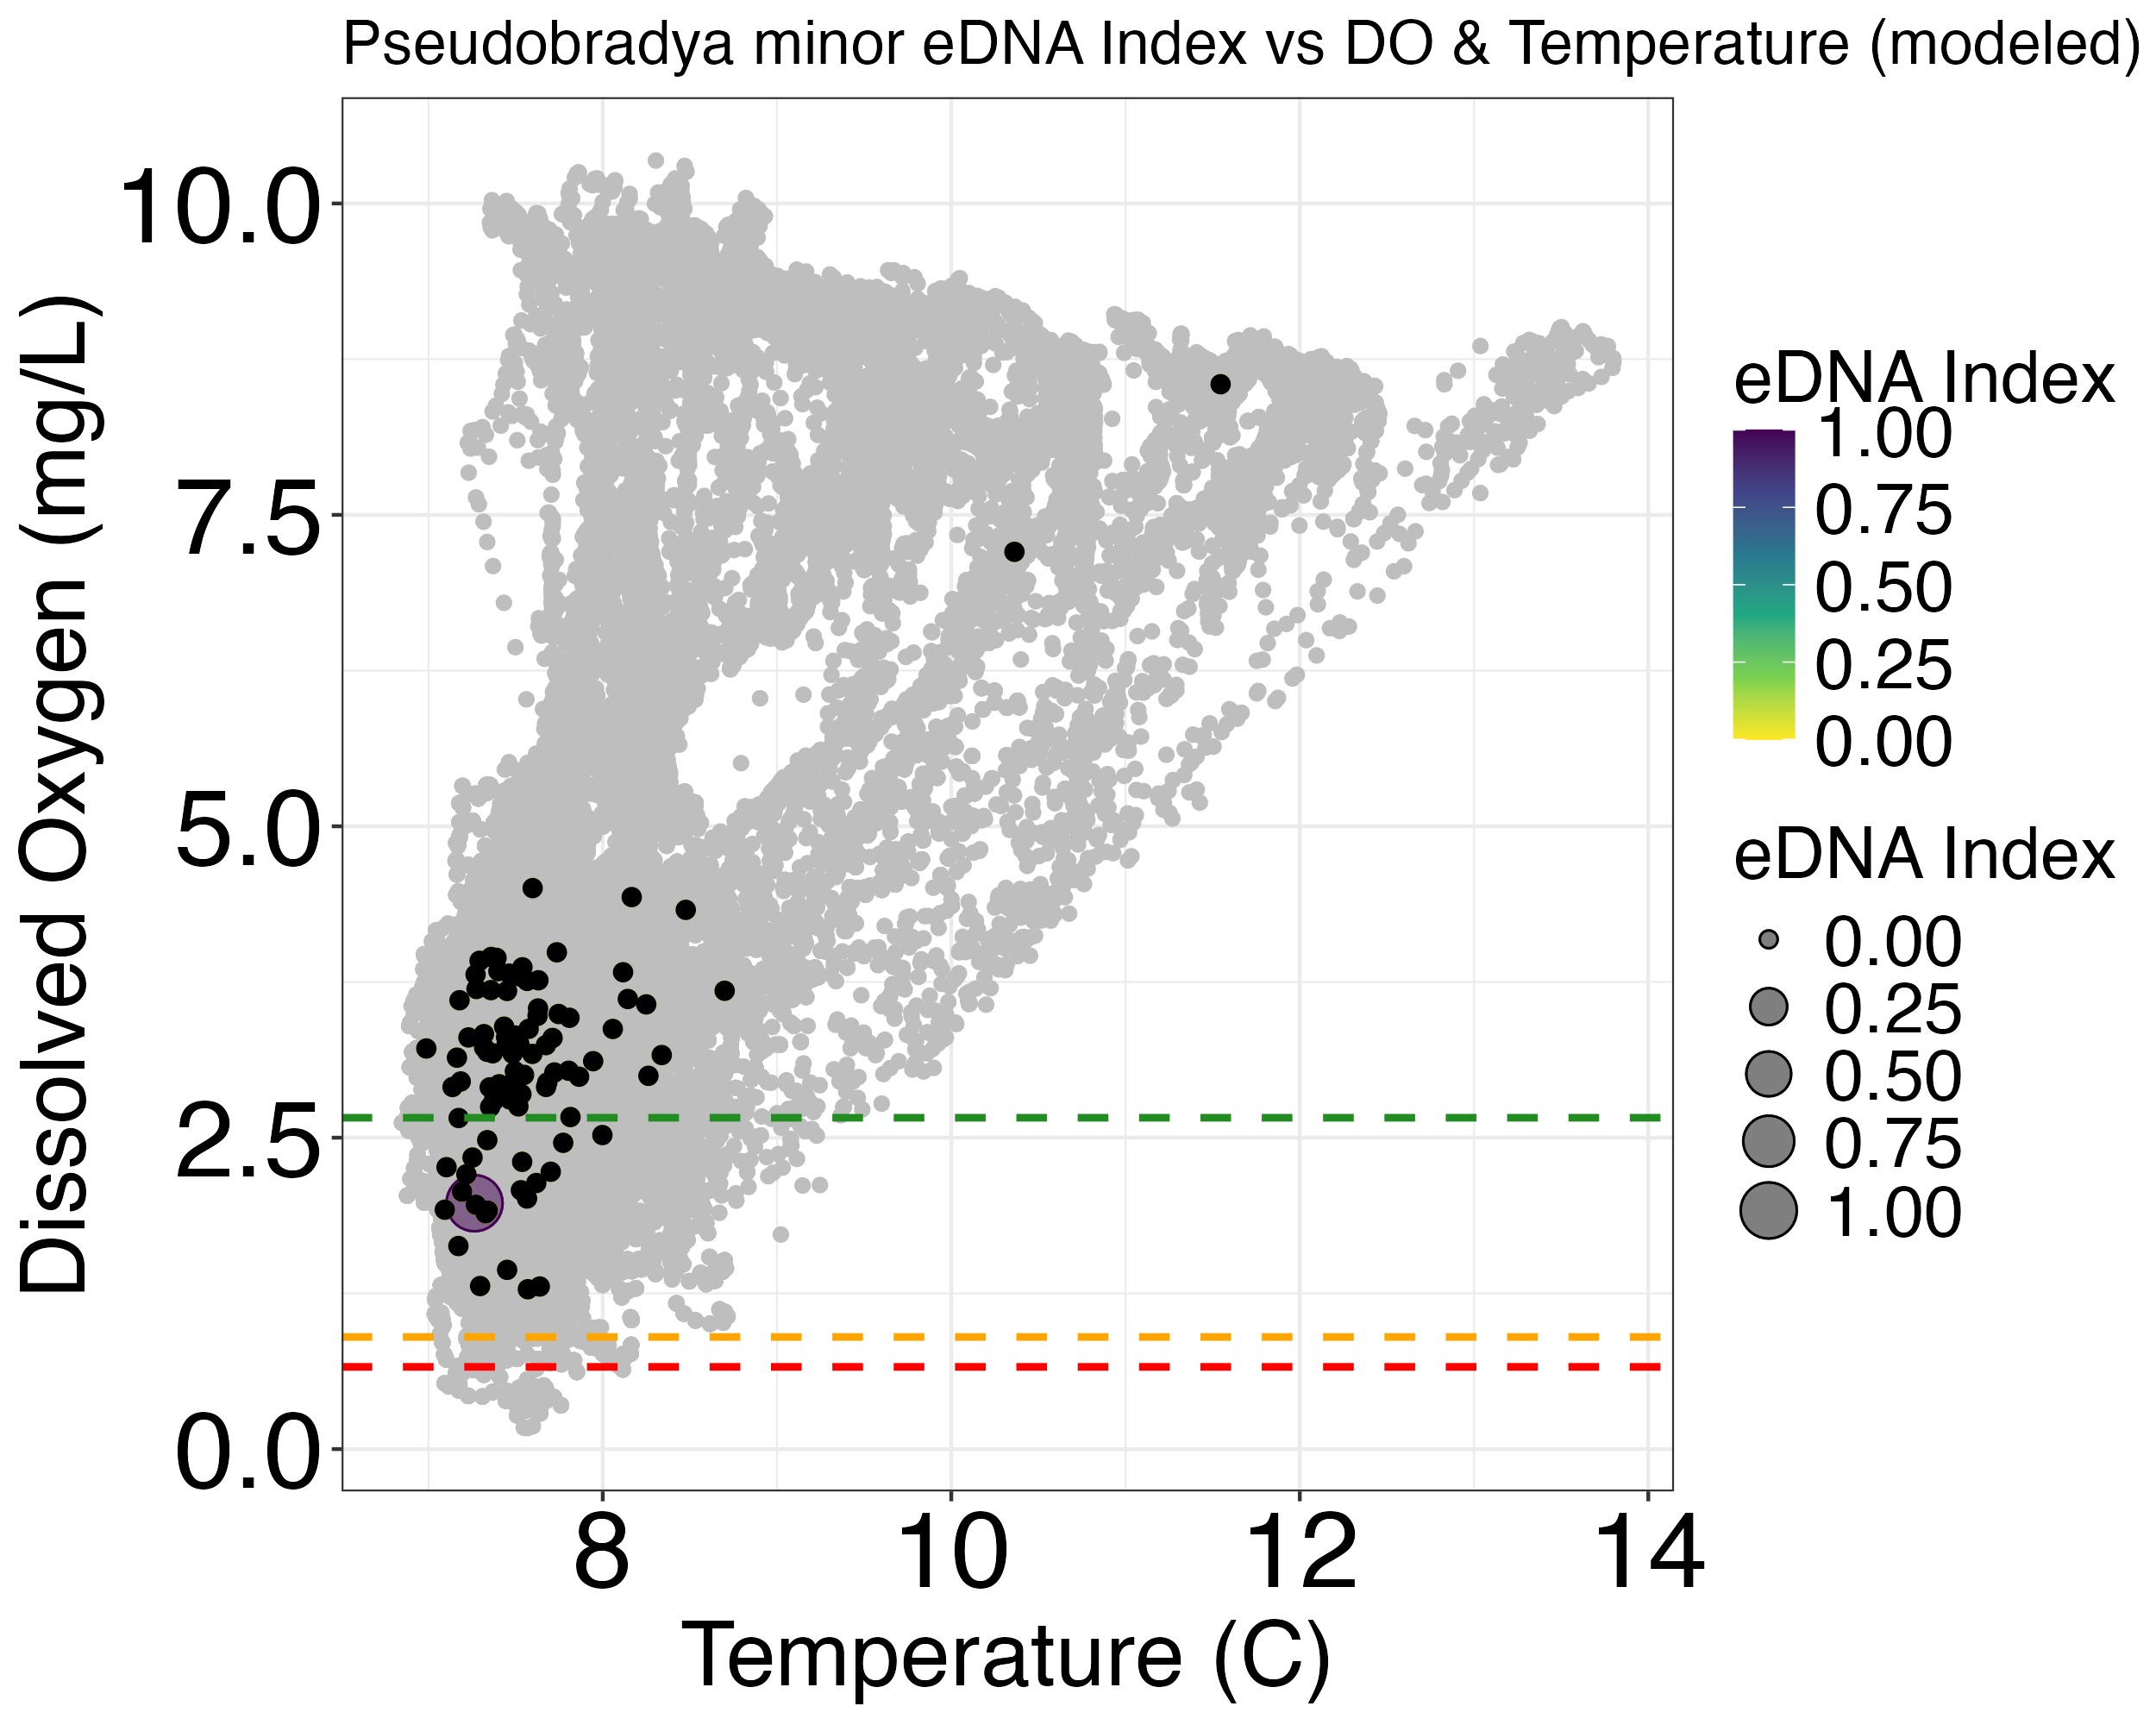 Pseudobradya minor eDNA Index vs DO & Temperature (modeled)
Dissolved Oxygen (mg/L)
10.0
7.5
5.0
2.5
0.0
8 10 12 14
Temperature (C)
eDNA Index
1.00
0.75
0.50
0.25
0.00
eDNA Index
0.00
0.25
0.50
0.75
1.00